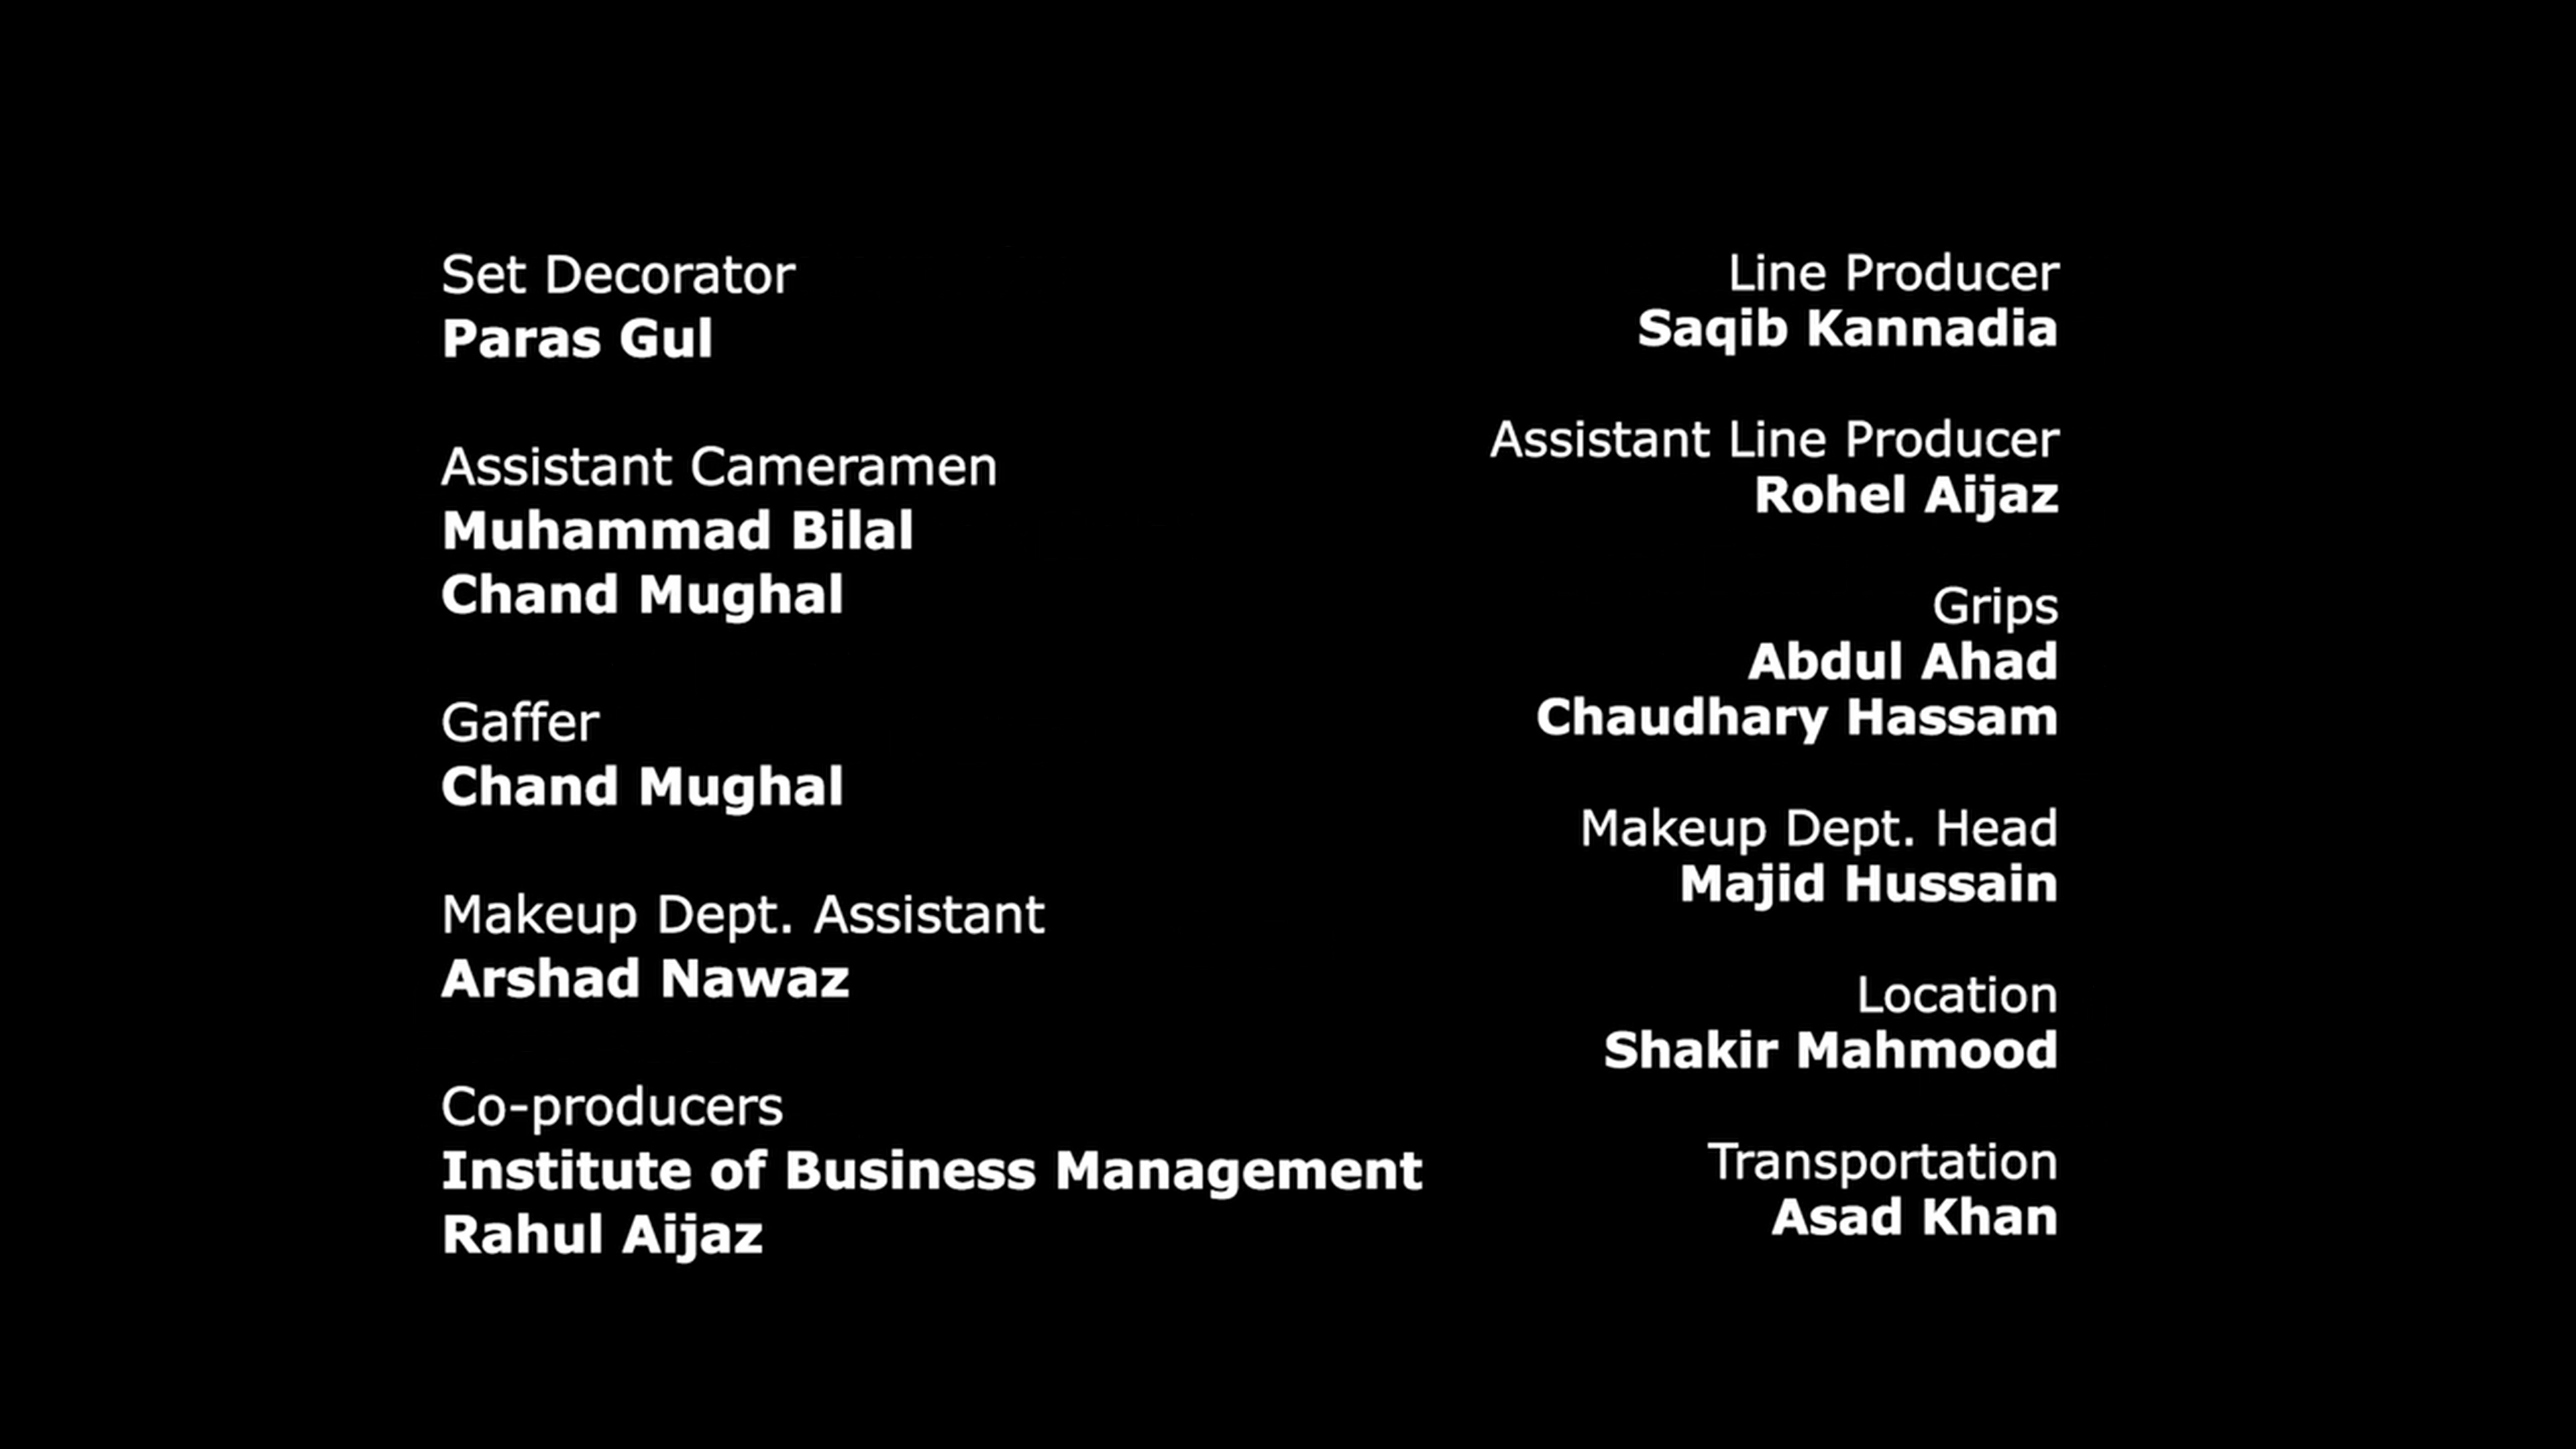 Set Decorator
Paras Gul
Assistant Cameramen
Muhammad Bilal
Chand Mughal
Gaffer
Chand Mughal
Makeup Dept. Assistant
Arshad Nawaz
Co-producers
Institute of Business Management
Rahul Aijaz
Line Producer
Saqib Kannadia
Assistant Line Producer
Rohel Aijaz
Grips
Abdul Ahad
Chaudhary Hassam
Makeup Dept. Head
Majid Hussain
Location
Shakir Mahmood
Transportation
Asad Khan